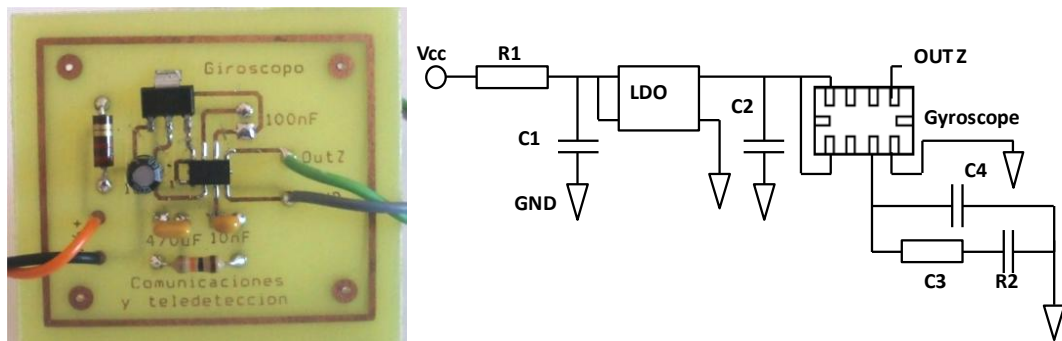 Giroscopo
100nF
OutZ
+
470uF
10nF
Comunicaciones
y teledeteccion
Vcc
R1
LDO
C1
C2
GND
OUT Z
Gyroscope
C4
C3
R2